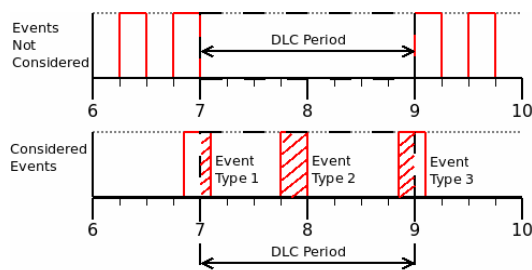 Events
Not
Considered
DLC Period
6 7 8 9 10
Considered
Events
Event
Type 1
Event
Type 2
Event
Type 3
6 7 8 9 10
DLC Period